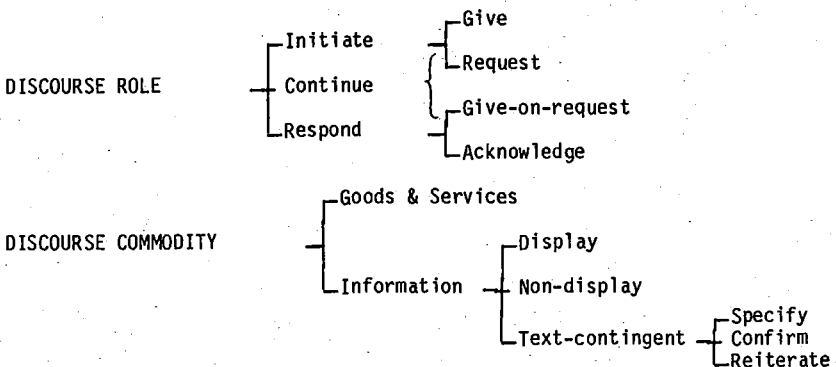 Give
Initiate
Request
DISCOURSE ROLE
Continue
Give-on-request
Respond
Acknowledge
Goods & Services
DISCOURSE COMMODITY
Display
Information
Non-display
Text-contingent
Specify
Confirm
Reiterate